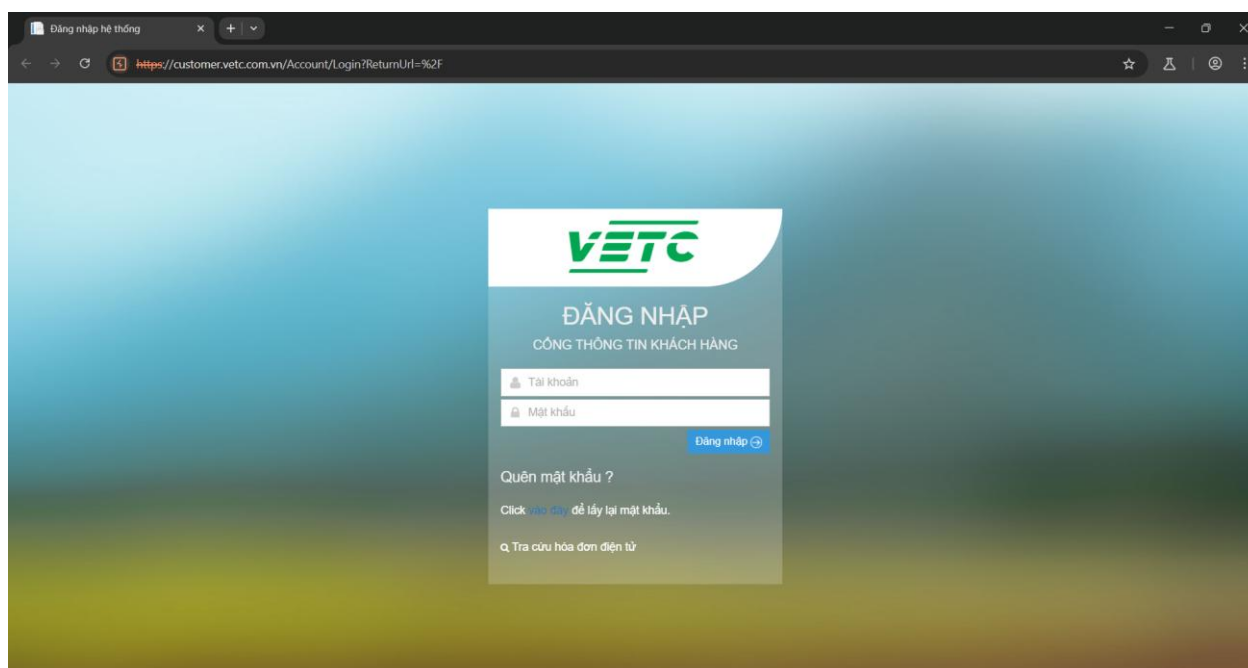 Đăng nhập hệ thống
https://customer.vetc.com.vn/Account/Login?ReturnUrl=%2F
VETC
ĐĂNG NHẬP
CỔNG THÔNG TIN KHÁCH HÀNG
Tài khoản
Mật khẩu
Đăng nhập
Quên mật khẩu ?
Click vào đây để lấy lại mật khẩu.
Tra cứu hóa đơn điện tử